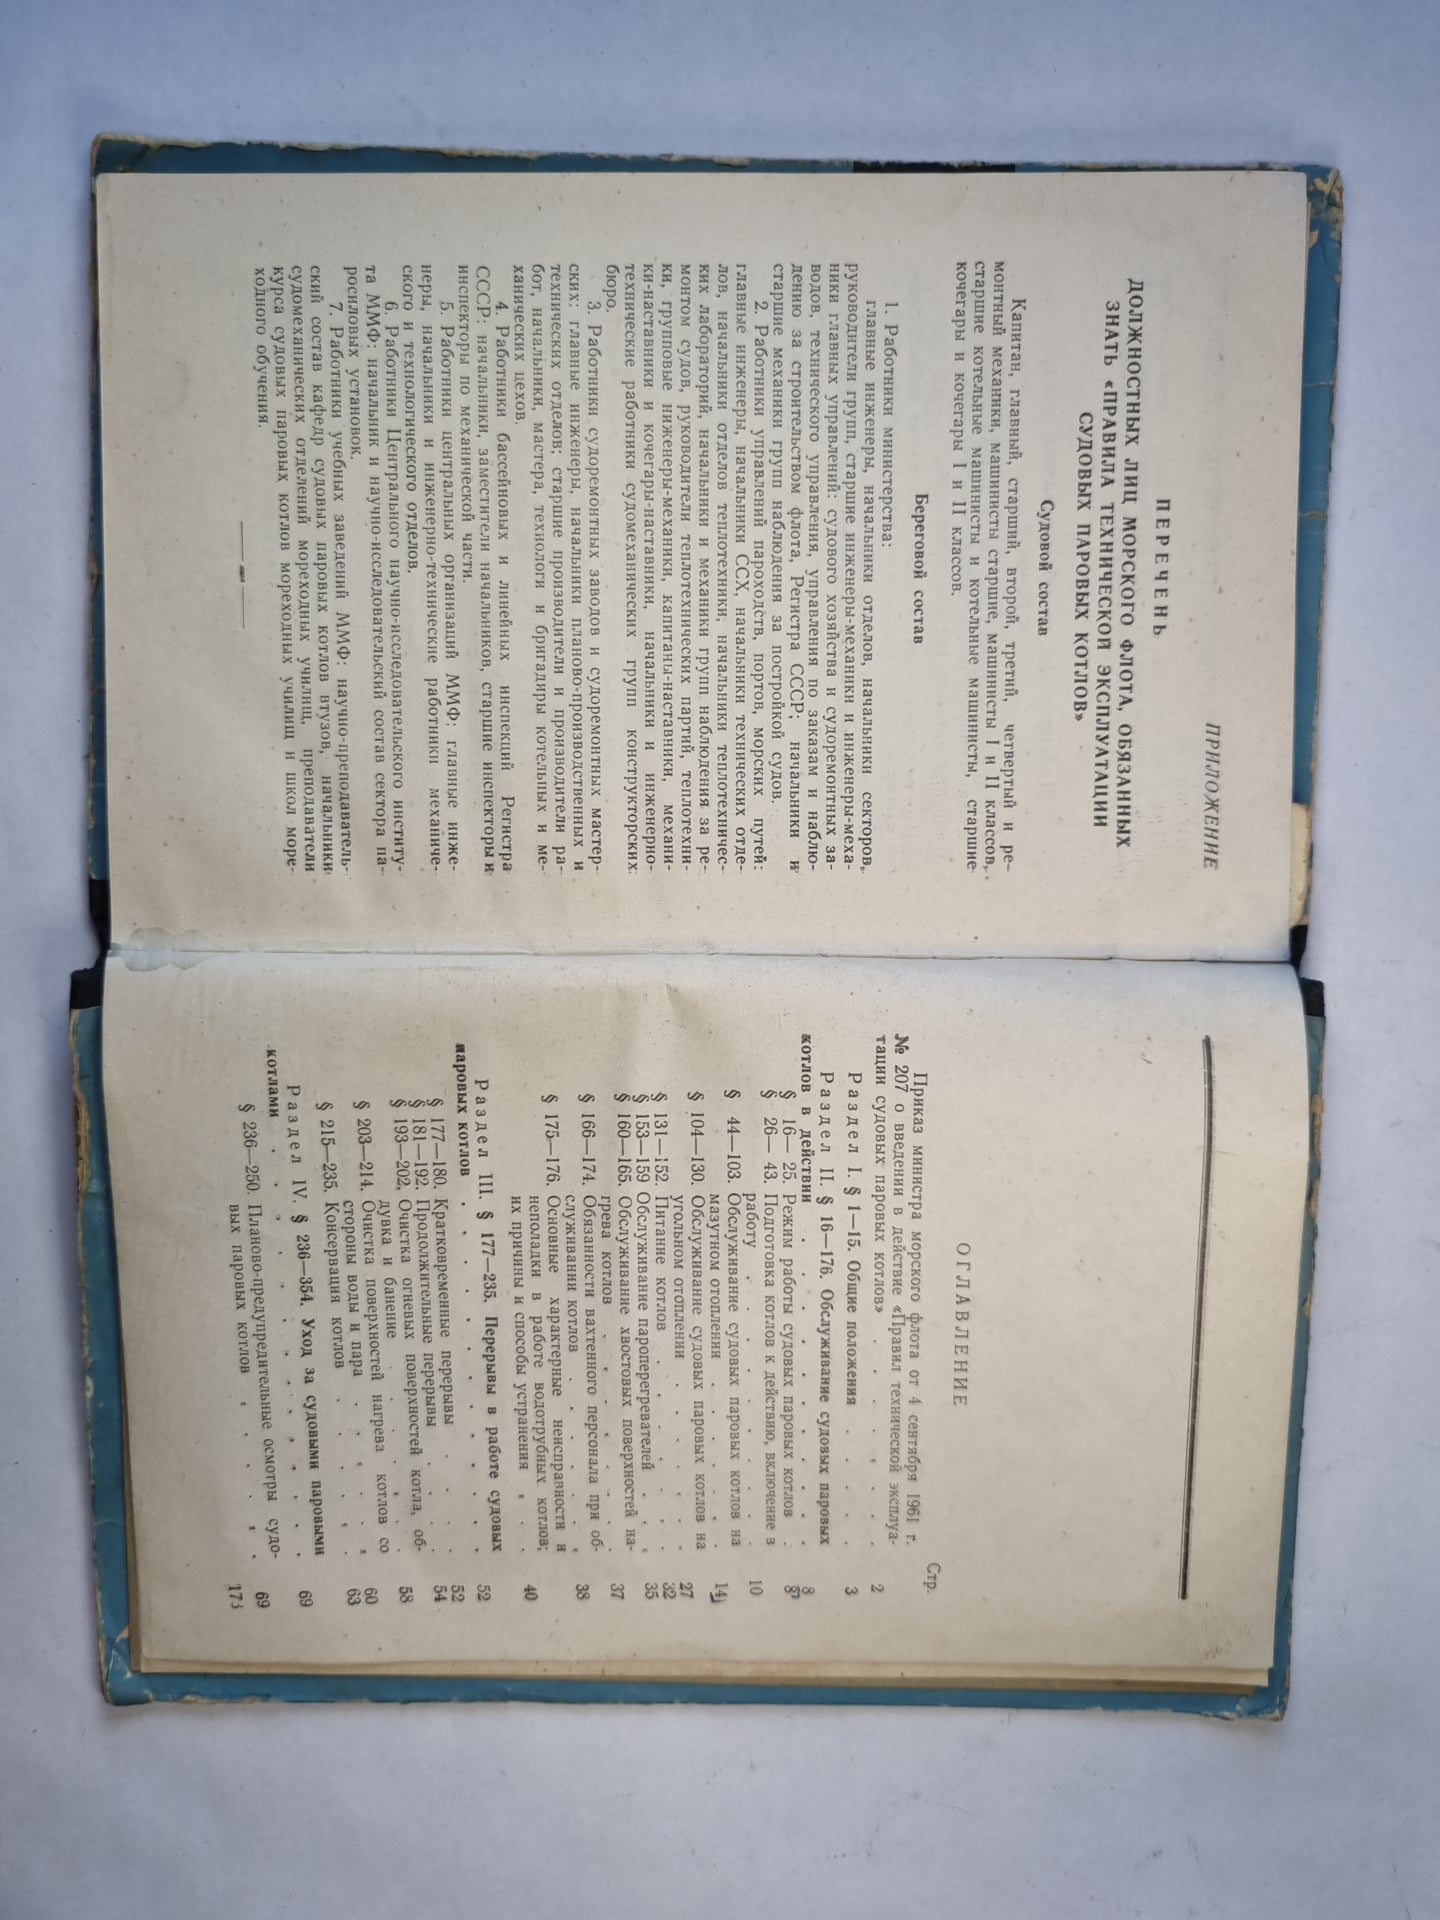 ПРИЛОЖЕНИЕ
ПЕРЕЧЕНЬ
ДОЛЖНОСТНЫХ ЛИЦ МОРСКОГО ФЛОТА, ОБЯЗАННЫХ
ЗНАТЬ «ПРАВИЛА ТЕХНИЧЕСКОЙ ЭКСПЛУАТАЦИИ
СУДОВЫХ ПАРОВЫХ КОТЛОВ»
Судовой состав
Капитан, главный, старший, второй, третий, четвертый и ре-
монтный механики, машинисты старшие, машинисты I и II классов,
старшие котельные машинисты и котельные машинисты, старшие
кочегары и кочегары I и II классов.
Береговой состав
1. Работники министерства:
главные инженеры, начальники отделов, начальники секторов,
руководители групп, старшие инженеры-механики и инженеры-меха-
ники главных управлений: судового хозяйства и судоремонтных за-
водов, технического управления, управления по заказам и наблю-
дению за строительством флота, Регистра СССР; начальники и
старшие механики групп наблюдения за постройкой судов.
2. Работники управлений пароходств, портов, морских путей:
главные инженеры, начальники ССХ, начальники технических отде-
лов, начальники отделов теплотехники, начальники теплотехничес-
ких лабораторий, начальники и механики групп наблюдения за ре-
монтом судов, руководители теплотехнических партий, теплотехни-
ки, групповые инженеры-механики, капитаны-наставники, механи-
ки-наставники и кочегары-наставники, начальники и инженерно-
технические работники судомеханических групп конструкторских
бюро.
3. Работники судоремонтных заводов и судоремонтных мастер-
ских: главные инженеры, начальники планово-производственных и
технических отделов; старшие производители и производители ра-
бот, начальники, мастера, технологи и бригадиры котельных и ме-
ханических цехов.
4. Работники бассейновых и линейных инспекций Регистра
СССР: начальники, заместители начальников, старшие инспекторы и
инспекторы по механической части.
5. Работники центральных организаций ММФ: главные инже-
неры, начальники и инженерно-технические работники механиче-
ского и технологического отделов.
6. Работники Центрального научно-исследовательского институ-
та ММФ: начальник и научно-исследовательский состав сектора па-
росиловых установок.
7. Работники учебных заведений ММФ: научно-преподаватель-
ский состав кафедр судовых паровых котлов втузов, начальники
судомеханических отделений мореходных училищ, преподаватели
курса судовых паровых котлов мореходных училищ и школ море-
ходного обучения.
ОГЛАВЛЕНИЕ
Стр.
Приказ министра морского флота от 4 сентября 1961 г.
№ 207 о введении в действие «Правил технической эксплуа-
тации судовых паровых котлов» . . . . . . 2
Раздел I. § 1—15. Общие положения . . . . . 3
Раздел II. § 16—176. Обслуживание судовых паровых
котлов в действии . . . . . . . . . 8
§ 16— 25. Режим работы судовых паровых котлов . 8
§ 26— 43. Подготовка котлов к действию, включение в
работу . . . . . . . . 10
§ 44—103. Обслуживание судовых паровых котлов на
мазутном отоплении . . . . . 14
§ 104—130. Обслуживание судовых паровых котлов на
угольном отоплении . . . . . 27
§ 131—152. Питание котлов . . . . . 32
§ 153—159 Обслуживание пароперегревателей . . . 35
§ 160—165. Обслуживание хвостовых поверхностей на-
грева котлов . . . . . . 37
§ 166—174. Обязанности вахтенного персонала при об-
служивании котлов . . . . . 38
§ 175—176. Основные характерные неисправности и
неполадки в работе водотрубных котлов;
их причины и способы устранения . . . 40
Раздел III. § 177—235. Перерывы в работе судовых
паровых котлов . . . . . . . . . 52
§ 177—180. Кратковременные перерывы . . . . 52
§ 181—192. Продолжительные перерывы . . . . 54
§ 193—202. Очистка огневых поверхностей котла, об-
дувка и банение . . . . . 58
§ 203—214. Очистка поверхностей нагрева котлов со
стороны воды и пара . . . . 60
§ 215—235. Консервация котлов . . . . . 63
Раздел IV. § 236—354. Уход за судовыми паровыми
котлами . . . . . . . . . . 69
§ 236—250. Планово-предупредительные осмотры судо-
вых паровых котлов . . . . . 69
173